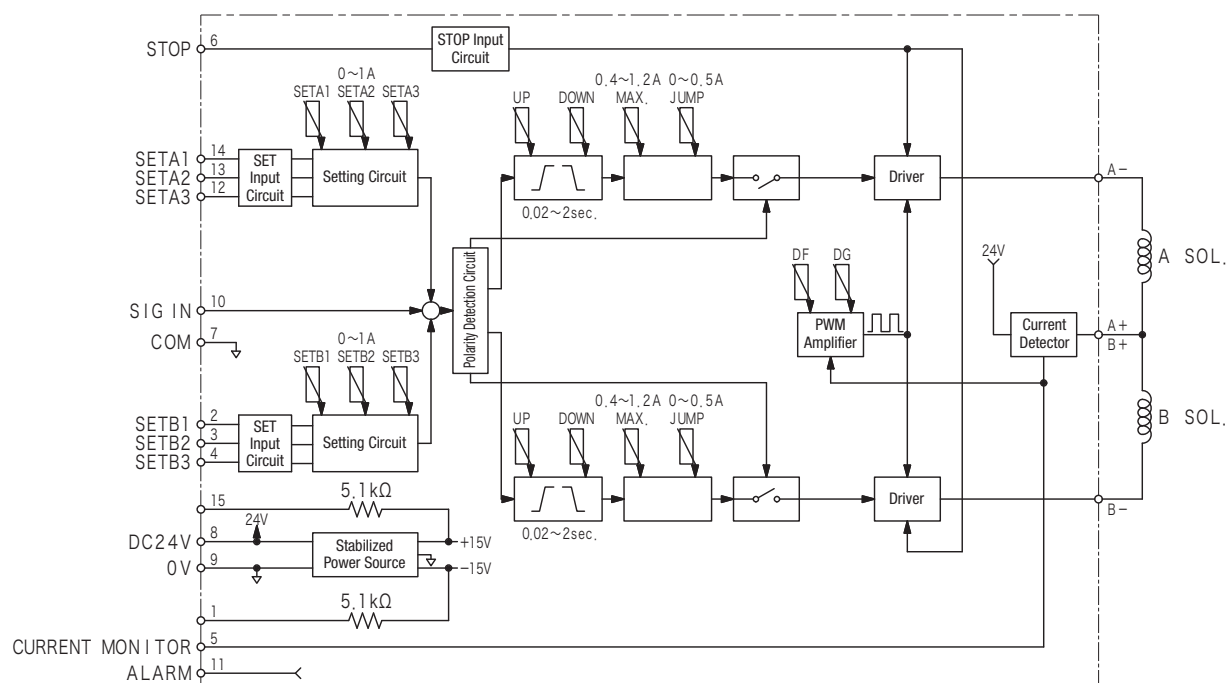 STOP
6
STOP Input
Circuit
0~1A
SETA1 SETA2 SETA3
0.4~1.2A 0~0.5A
UP DOWN MAX. JUMP
SETA1 14
SETA2 13
SETA3 12
SET
Input
Circuit
Setting Circuit
0.02~2sec.
Driver
A-
24V
A SOL.
DF DG
Polarity Detection Circuit
SIG IN 10
COM 7
PWM
Amplifier
Current
Detector
A+
B+
0~1A
SETB1 SETB2 SETB3
0.4~1.2A 0~0.5A
UP DOWN MAX. JUMP
B SOL.
SETB1 2
SETB2 3
SETB3 4
SET
Input
Circuit
Setting Circuit
0.02~2sec.
Driver
B-
15
5.1kΩ
24V
DC24V 8
0V 9
Stabilized
Power Source
+15V
-15V
5.1kΩ
1
CURRENT MONITOR 5
ALARM 11